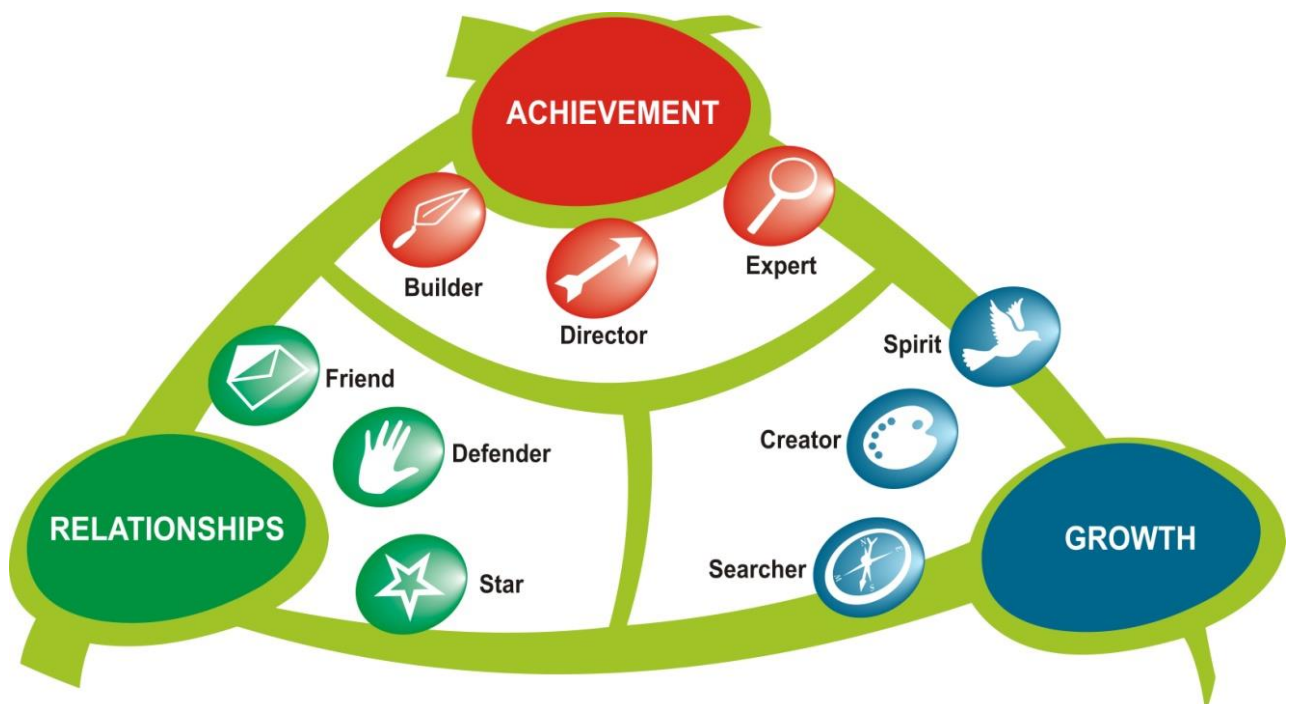 ACHIEVEMENT
Builder
Director
Expert
Friend
Defender
Star
RELATIONSHIPS
Spirit
Creator
Searcher
GROWTH
N
E
S
W